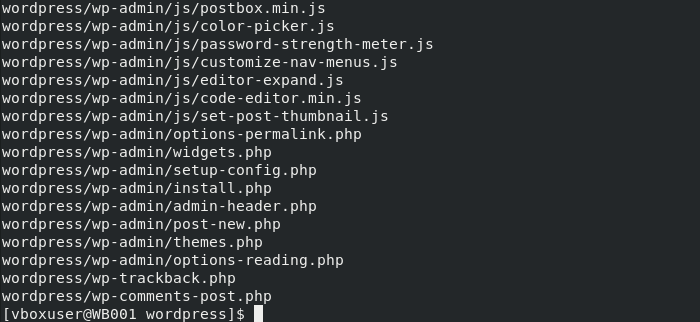 wordpress/wp-admin/js/postbox.min.js
wordpress/wp-admin/js/color-picker.js
wordpress/wp-admin/js/password-strength-meter.js
wordpress/wp-admin/js/customize-nav-menus.js
wordpress/wp-admin/js/editor-expand.js
wordpress/wp-admin/js/code-editor.min.js
wordpress/wp-admin/js/set-post-thumbnail.js
wordpress/wp-admin/options-permalink.php
wordpress/wp-admin/widgets.php
wordpress/wp-admin/setup-config.php
wordpress/wp-admin/install.php
wordpress/wp-admin/admin-header.php
wordpress/wp-admin/post-new.php
wordpress/wp-admin/themes.php
wordpress/wp-admin/options-reading.php
wordpress/wp-trackback.php
wordpress/wp-comments-post.php
[vboxuser@WB001 wordpress]$